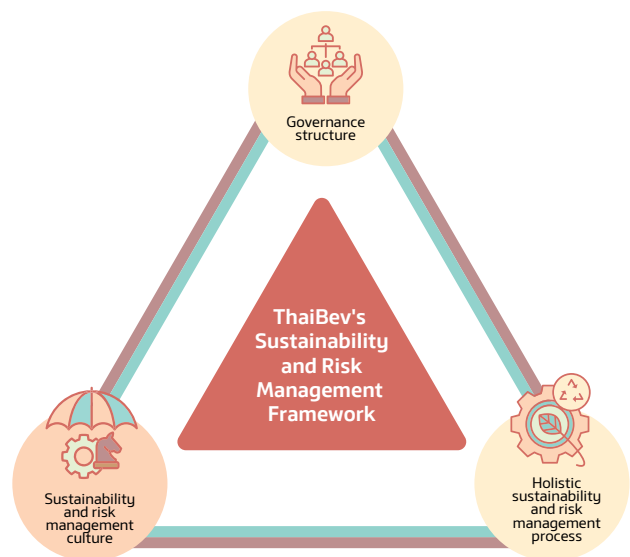 Governance
structure
ThaiBev's
Sustainability
and Risk
Management
Framework
Sustainability
and risk
management
culture
Holistic
sustainability
and risk
management
process